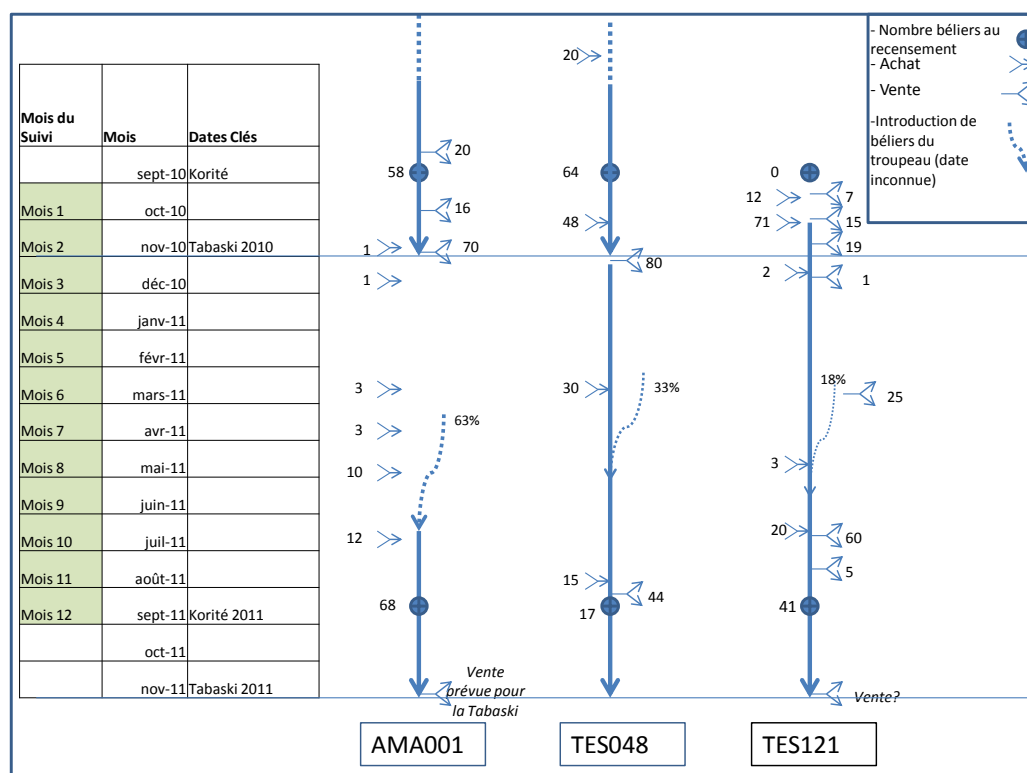 - Nombre béliers au
recensement
- Achat
- Vente
-Introduction de
béliers du
troupeau (date
inconnue)
Mois du
Suivi Mois Dates Clés
sept-10 Korité
Mois 1 oct-10
Mois 2 nov-10 Tabaski 2010
Mois 3 déc-10
Mois 4 janv-11
Mois 5 févr-11
Mois 6 mars-11
Mois 7 avr-11
Mois 8 mai-11
Mois 9 juin-11
Mois 10 juil-11
Mois 11 août-11
Mois 12 sept-11 Korité 2011
oct-11
nov-11 Tabaski 2011
20
58
16
1
70
1
3
3
63%
10
12
68
Vente
prévue pour
la Tabaski
AMA001
20
64
48
80
30
33%
15
44
17
TES048
0
12
7
71
15
19
2
1
18%
25
3
20
60
5
41
Vente?
TES121